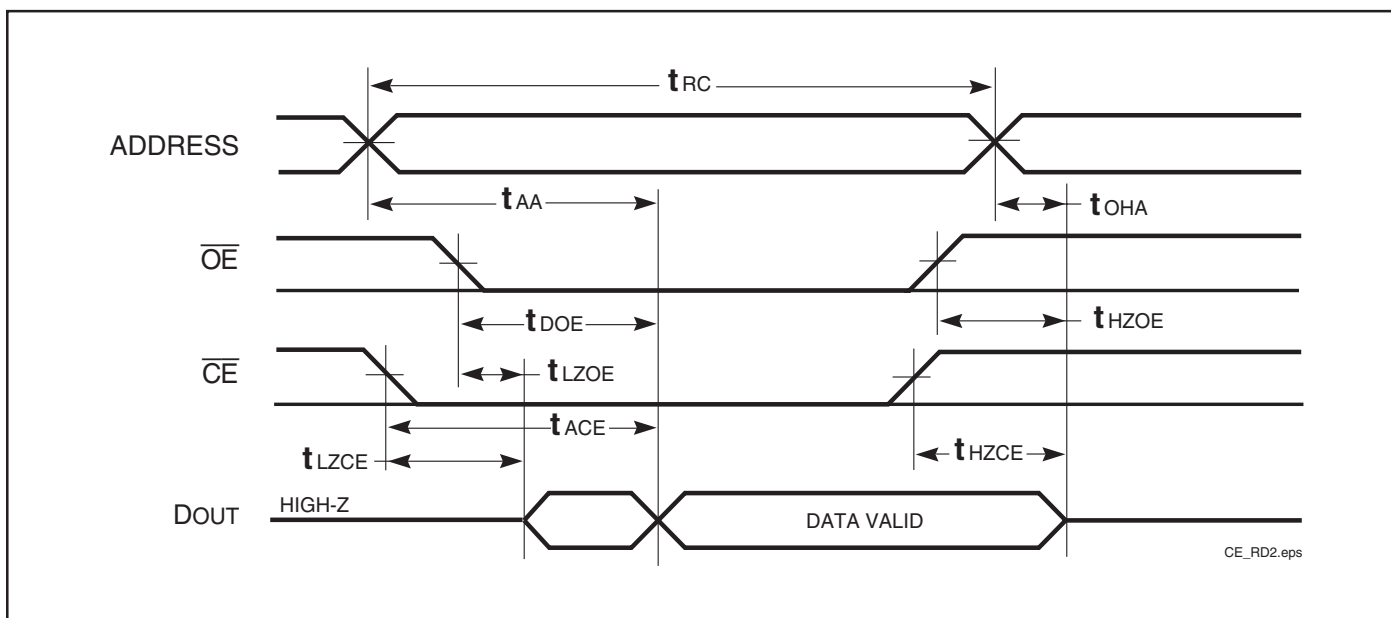 tRC
ADDRESS
tAA
tOHA
OE
tDOE
tHZOE
CE
tLZOE
tACE
tLZCE
tHZCE
DOUT
HIGH-Z
DATA VALID
CE_RD2.eps